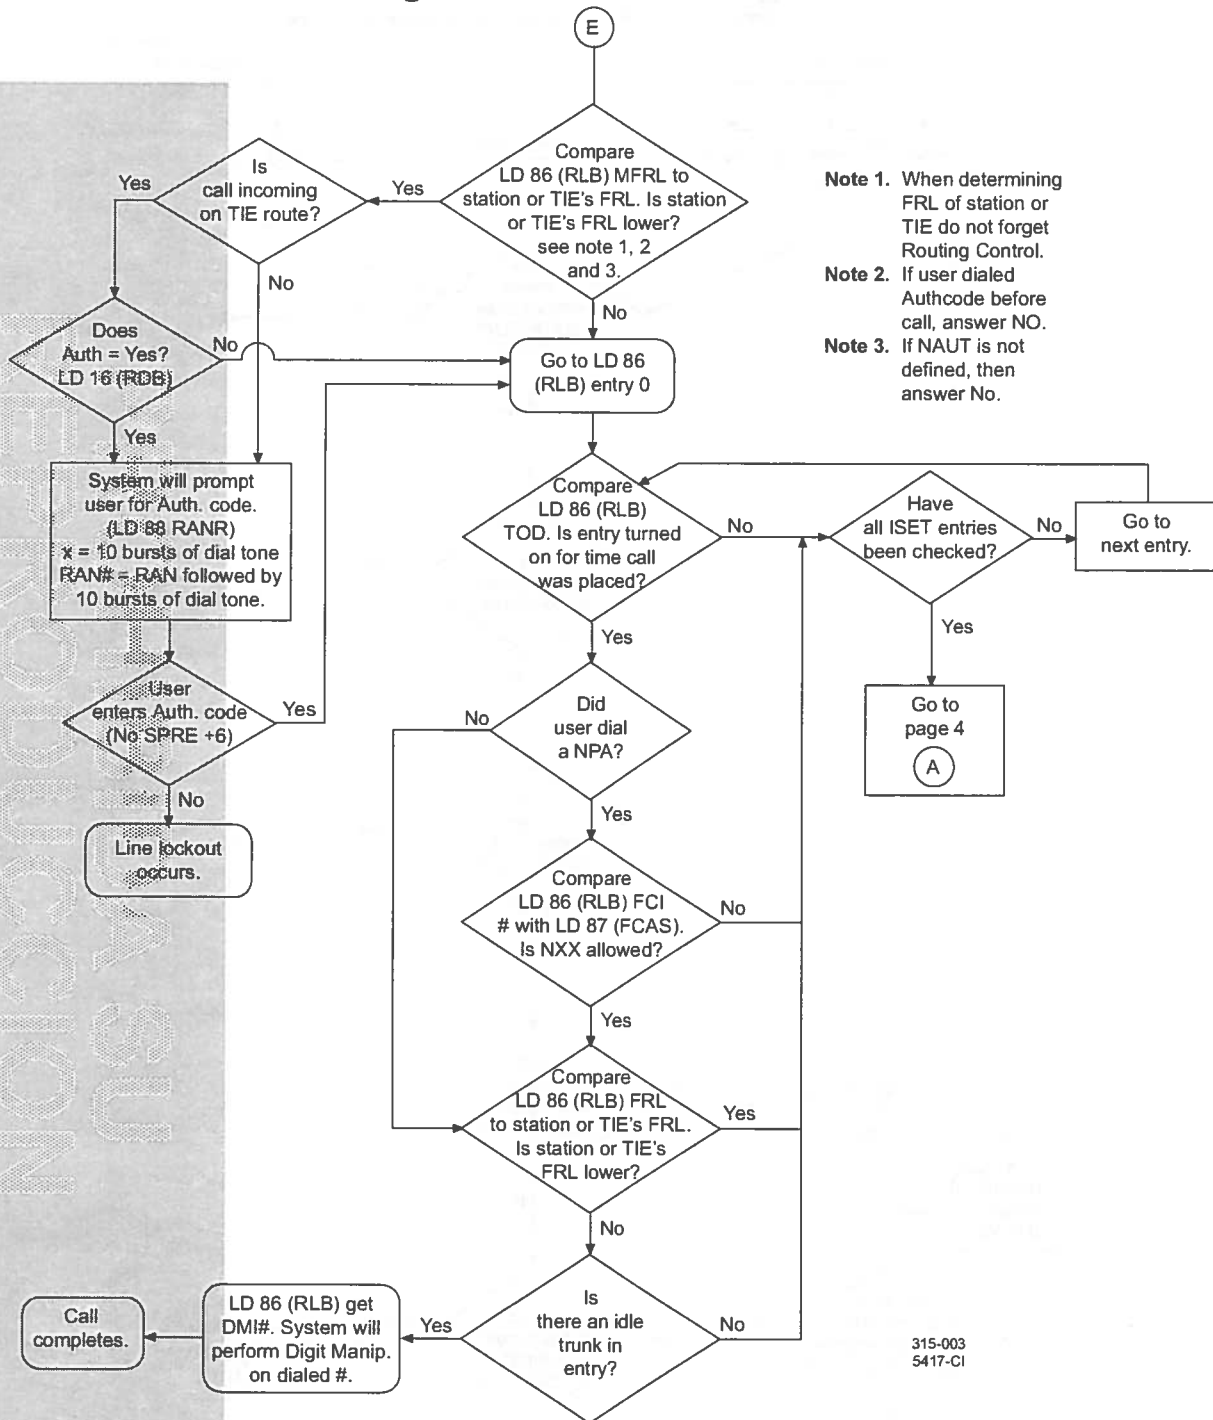 E
Compare
LD 86 (RLB) MFRL to
station or TIE's FRL. Is station
or TIE's FRL lower?
see note 1, 2
and 3.
Yes
No
Is
call incoming
on TIE route?
Yes
No
Note 1. When determining
FRL of station or
TIE do not forget
Routing Control.
Note 2. If user dialed
Authcode before
call, answer NO.
Note 3. If NAUT is not
defined, then
answer No.
Does
Auth = Yes?
LD 16 (RDB)
No
Yes
Go to LD 86
(RLB) entry 0
System will prompt
user for Auth. code.
(LD 88 RANR)
x = 10 bursts of dial tone
RAN# = RAN followed by
10 bursts of dial tone.
Compare
LD 86 (RLB)
TOD. Is entry turned
on for time call
was placed?
No
Yes
Have
all ISET entries
been checked?
No
Yes
Go to
next entry.
User
enters Auth. code
(No SPRE +6)
Yes
No
Line lockout
occurs.
Did
user dial
a NPA?
No
Yes
Go to
page 4
A
Compare
LD 86 (RLB) FCI
# with LD 87 (FCAS).
Is NXX allowed?
No
Yes
Compare
LD 86 (RLB) FRL
to station or TIE's FRL.
Is station or TIE's
FRL lower?
Yes
No
Is
there an idle
trunk in
entry?
Yes
No
LD 86 (RLB) get
DMI#. System will
perform Digit Manip.
on dialed #.
Call
completes.
315-003
5417-CI
SU